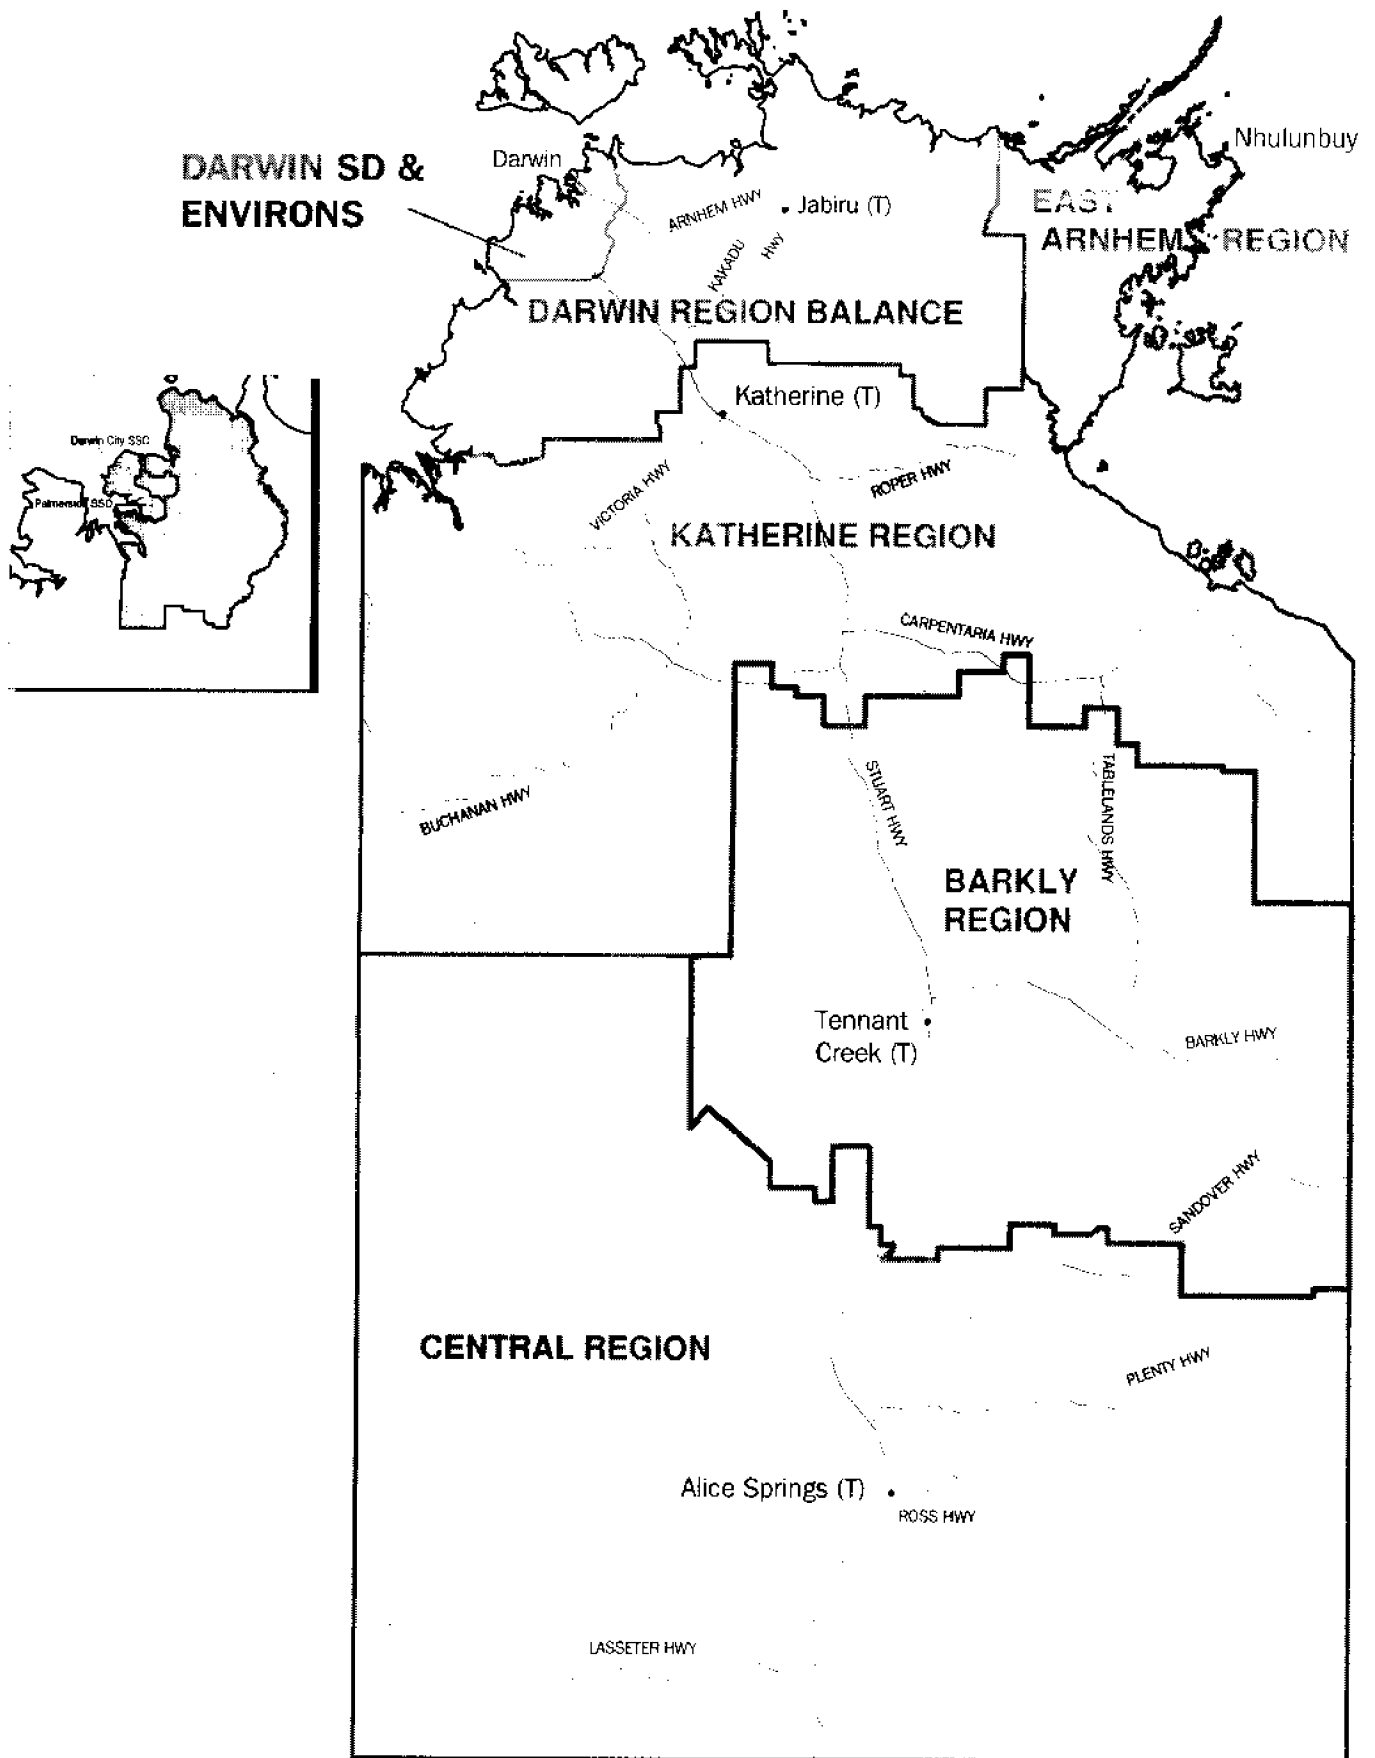 Nhulunbuy
Darwin
DARWIN SD &
ENVIRONS
ARNHEM HWY
Jabiru (T)
EAST
ARNHEM REGION
KAKADU
HWY
DARWIN REGION BALANCE
Katherine (T)
Darwin City SSD
Palmerston SSD
VICTORIA HWY
ROPER HWY
KATHERINE REGION
CARPENTARIA HWY
BUCHANAN HWY
STUART HWY
TABLELANDS HWY
BARKLY
REGION
Tennant
Creek (T)
BARKLY HWY
SANDOVER HWY
CENTRAL REGION
PLENTY HWY
Alice Springs (T)
ROSS HWY
LASSETER HWY